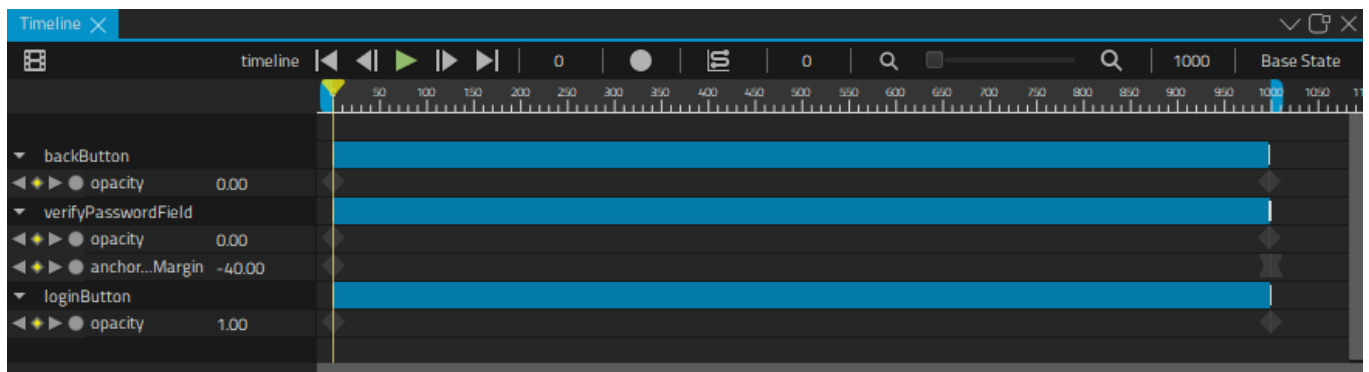 Timeline
timeline 0 0 1000 Base State
50 100 150 200 250 300 350 400 450 500 550 600 650 700 750 800 850 900 950 1000 1050 11
backButton
opacity 0.00
verifyPasswordField
opacity 0.00
anchor...Margin -40.00
loginButton
opacity 1.00